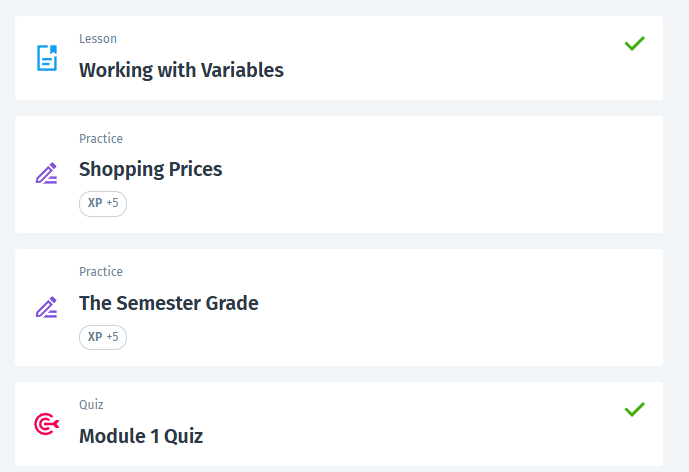 Lesson
Working with Variables
Practice
Shopping Prices
XP +5
Practice
The Semester Grade
XP +5
Quiz
Module 1 Quiz